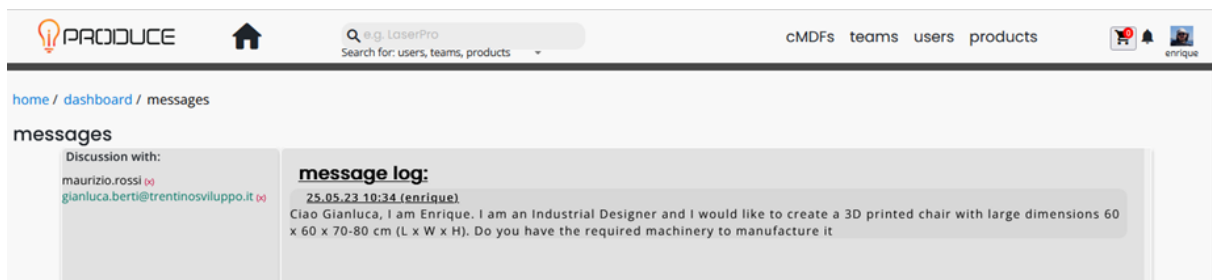 PRODUCE
e.g. LaserPro
Search for: users, teams, products
cMDFs teams users products
0
enrique
home / dashboard / messages
messages
Discussion with:
maurizio.rossi (x)
gianluca.berti@trentinosviluppo.it (x)
message log:
25.05.23 10:34 (enrique)
Ciao Gianluca, I am Enrique. I am an Industrial Designer and I would like to create a 3D printed chair with large dimensions 60
x 60 x 70-80 cm (L x W x H). Do you have the required machinery to manufacture it